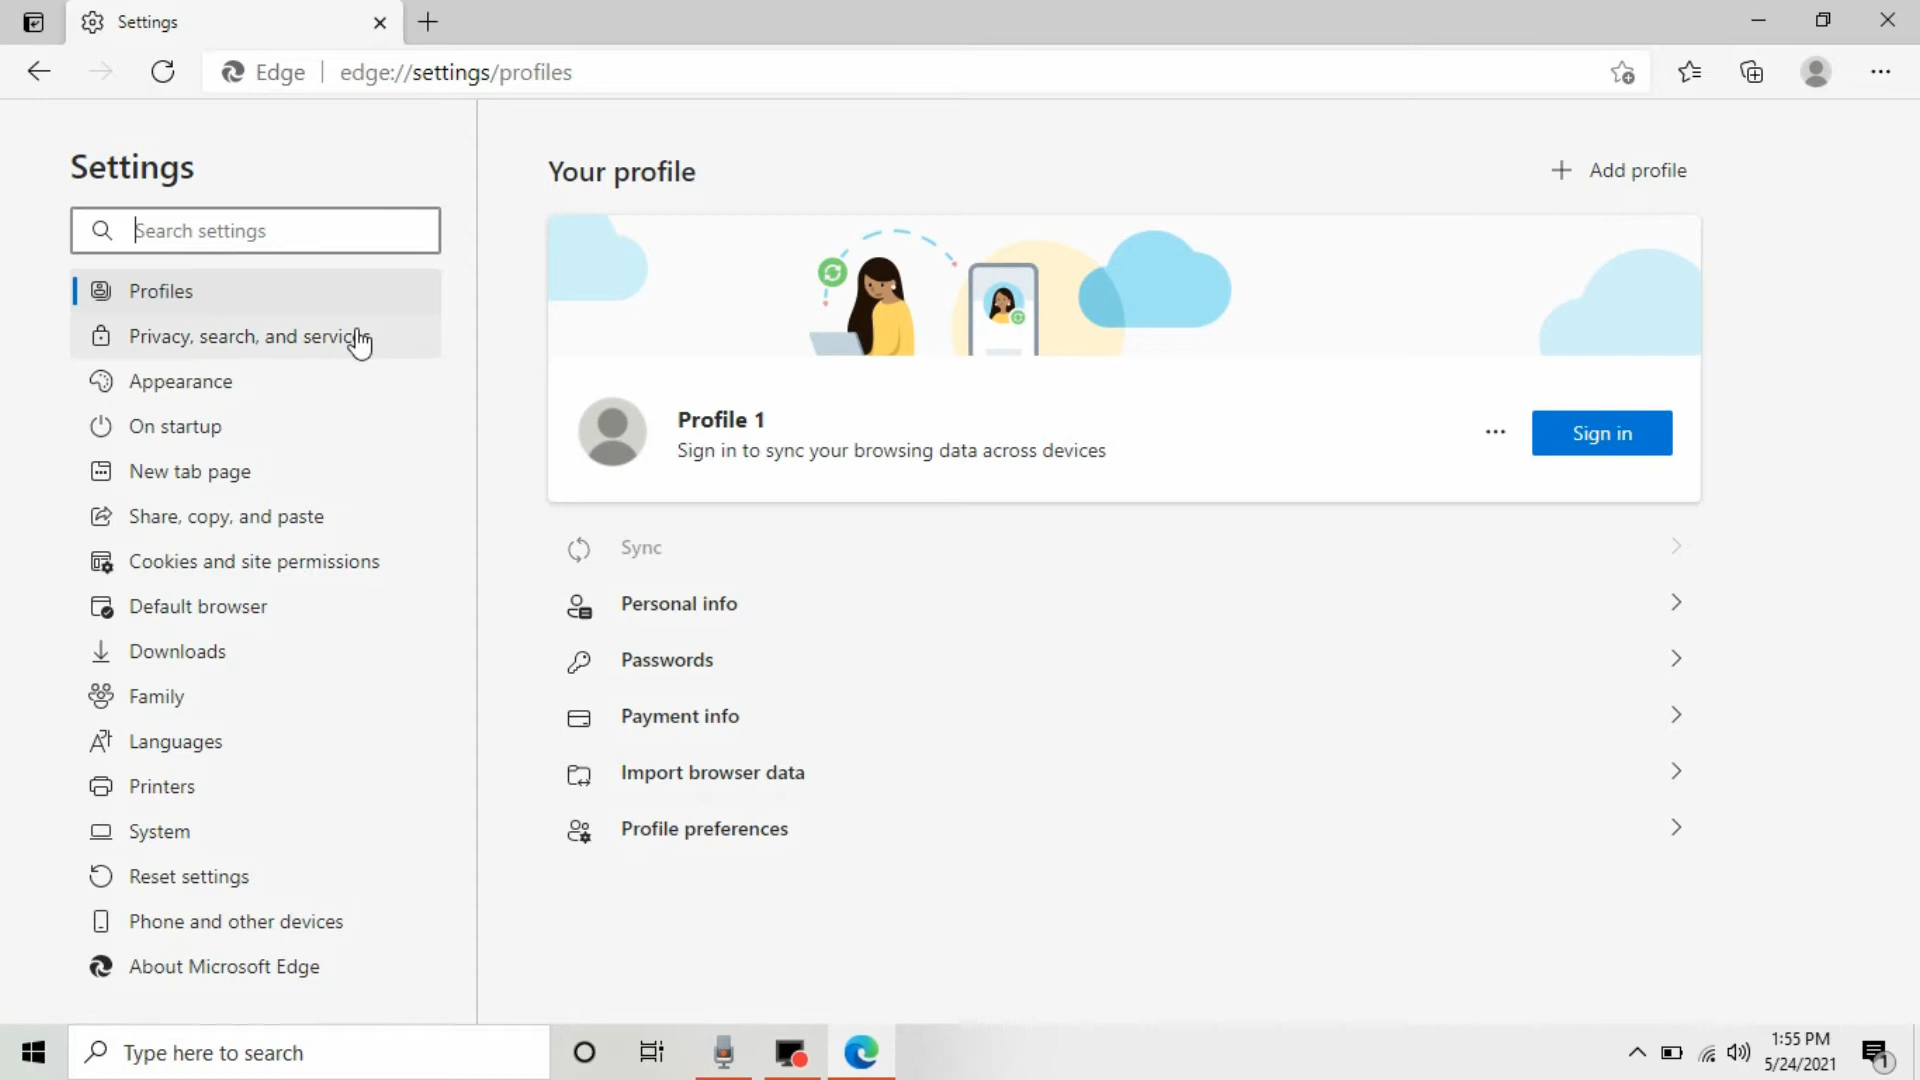 Settings
Edge | edge://settings/profiles
Settings
Search settings
Profiles
Privacy, search, and services
Appearance
On startup
New tab page
Share, copy, and paste
Cookies and site permissions
Default browser
Downloads
Family
Languages
Printers
System
Reset settings
Phone and other devices
About Microsoft Edge
Your profile
Add profile
Profile 1
Sign in to sync your browsing data across devices
Sign in
Sync
Personal info
Passwords
Payment info
Import browser data
Profile preferences
Type here to search
1:55 PM
5/24/2021
1